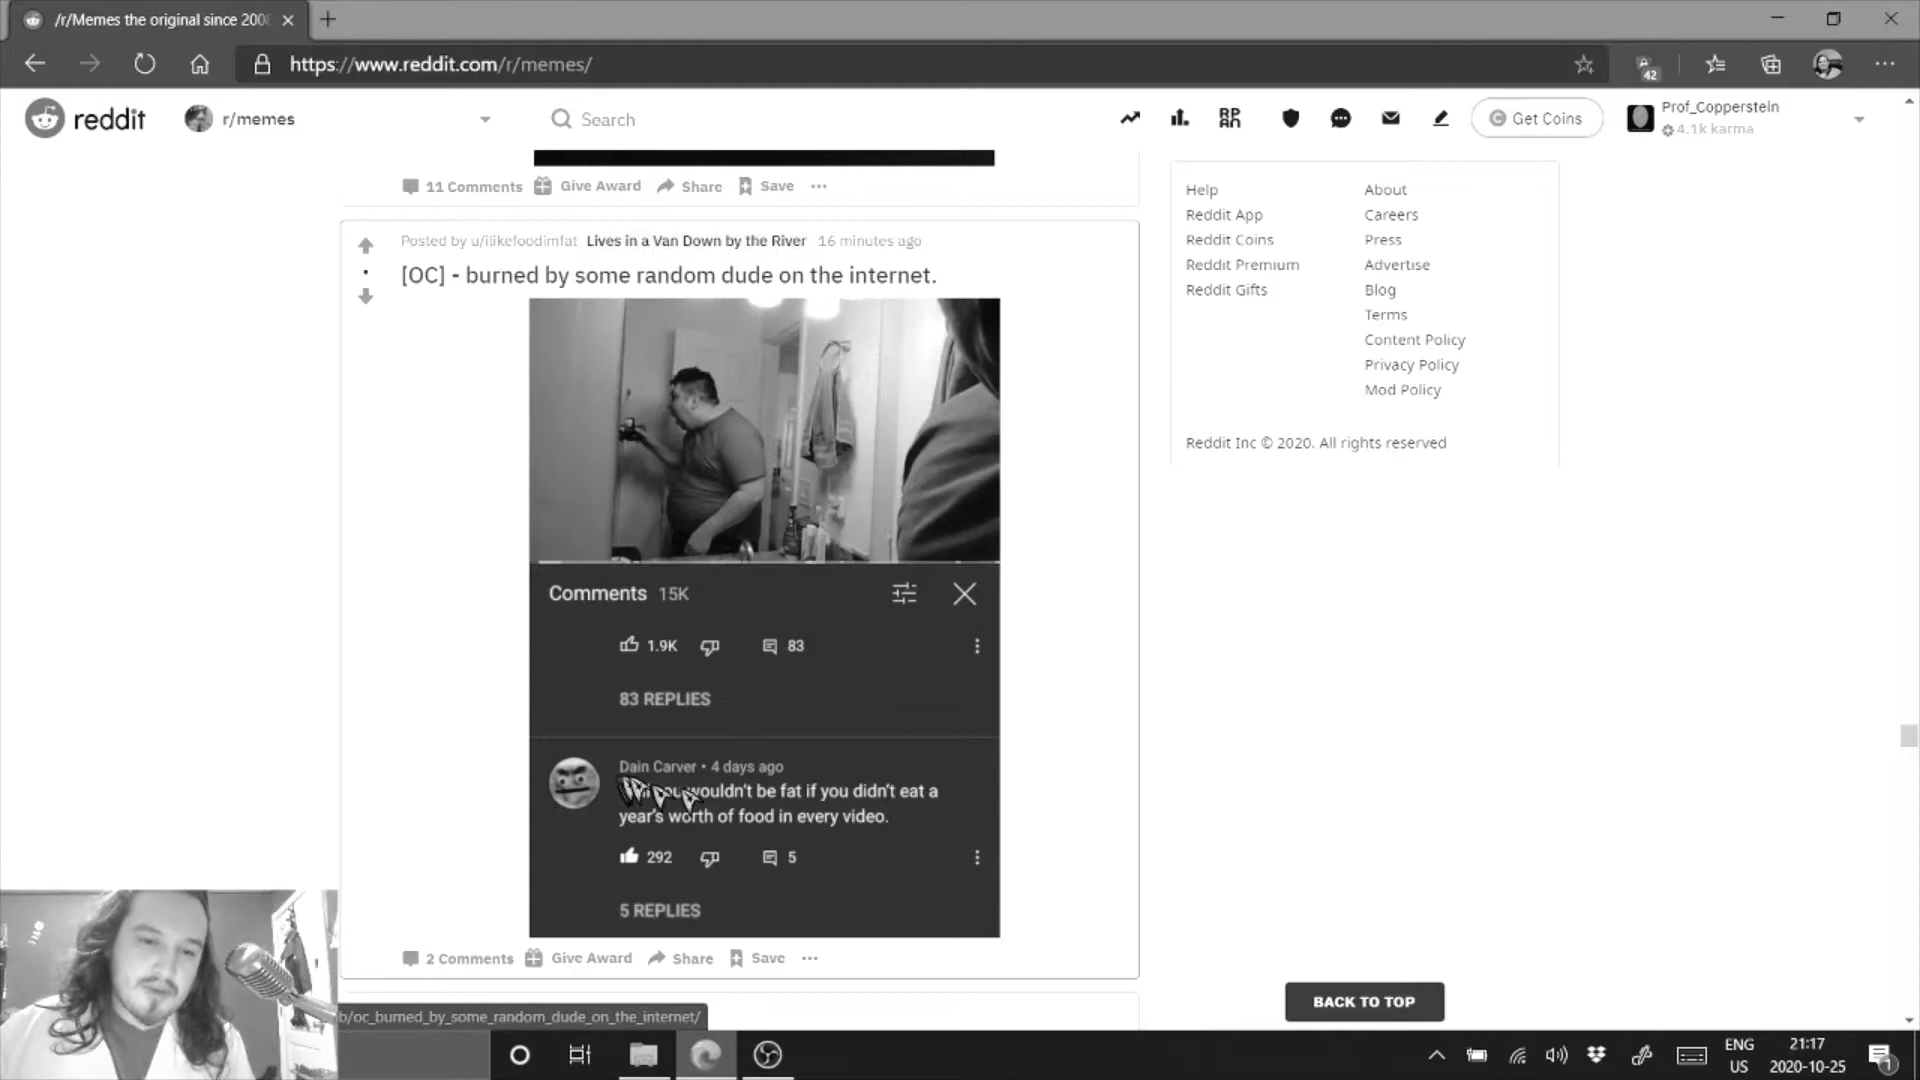 /r/Memes the original since 200
https://www.reddit.com/r/memes/
42
reddit
r/memes
Search
RPAN
Get Coins
Prof_Copperstein
4.1k karma
11 Comments
Give Award
Share
Save
Posted by u/ilikefoodimfat Lives in a Van Down by the River 16 minutes ago
[OC] - burned by some random dude on the internet.
Comments 15K
1.9K
83
83 REPLIES
Dain Carver • 4 days ago
wouldn't be fat if you didn't eat a
year's worth of food in every video.
292
5
5 REPLIES
2 Comments
Give Award
Share
Save
Help
Reddit App
Reddit Coins
Reddit Premium
Reddit Gifts
About
Careers
Press
Advertise
Blog
Terms
Content Policy
Privacy Policy
Mod Policy
Reddit Inc © 2020. All rights reserved
BACK TO TOP
b/oc_burned_by_some_random_dude_on_the_internet/
ENG
US
21:17
2020-10-25
1